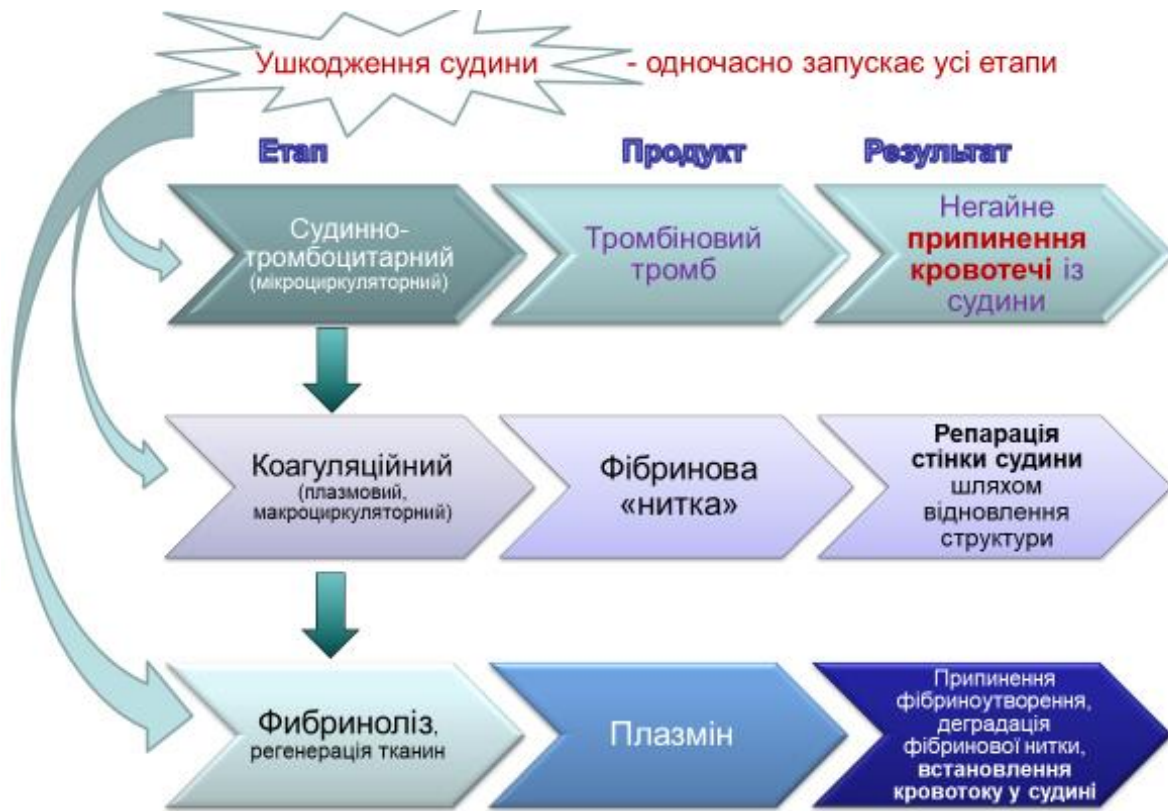 Ушкодження судини - одночасно запускає усі етапи
Етап Продукт Результат
Судинно-
тромбоцитарний
(мікроциркуляторний)
Тромбіновий
тромб
Негайне
припинення
кровотечі із
судини
Коагуляційний
(плазмовий,
макроциркуляторний)
Фібринова
«нитка»
Репарація
стінки судини
шляхом
відновлення
структури
Фибриноліз,
регенерація тканин
Плазмін
Припинення
фібриноутворення,
деградація
фібринової нитки,
встановлення
кровотоку у судині